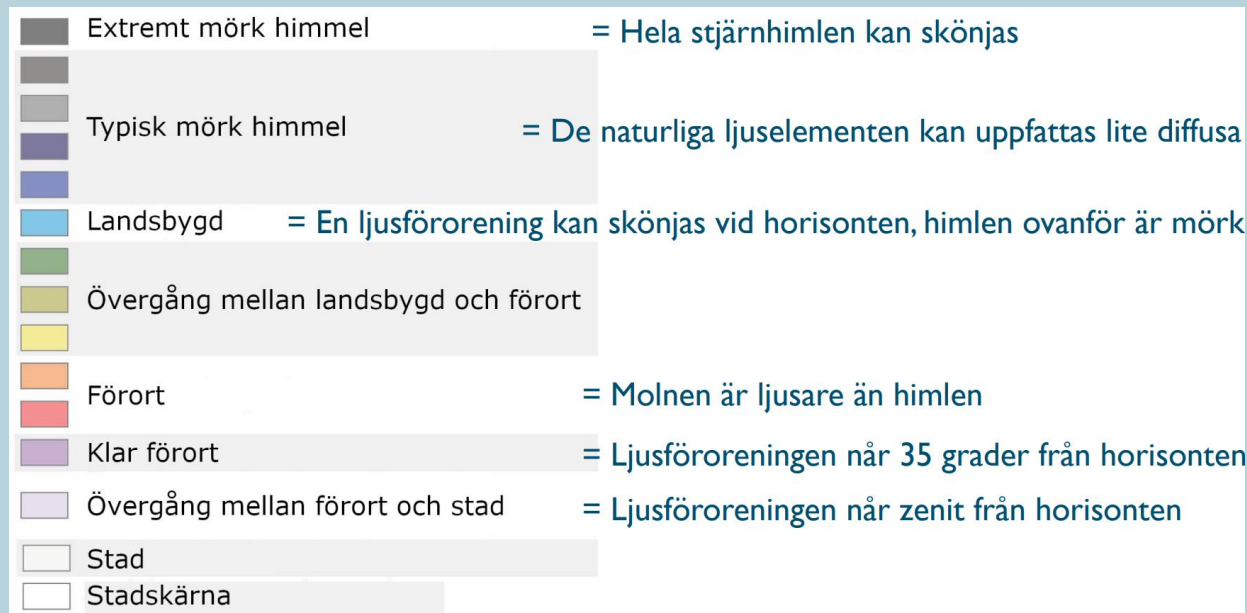 Extremt mörk himmel = Hela stjärnhimlen kan skönjas
Typisk mörk himmel = De naturliga ljuselementen kan uppfattas lite diffusa
Landsbygd = En ljusförorening kan skönjas vid horisonten, himlen ovanför är mörk
Övergång mellan landsbygd och förort
Förort = Molnen är ljusare än himlen
Klar förort = Ljusföroreningen når 35 grader från horisonten
Övergång mellan förort och stad = Ljusföroreningen når zenit från horisonten
Stad
Stadskärna